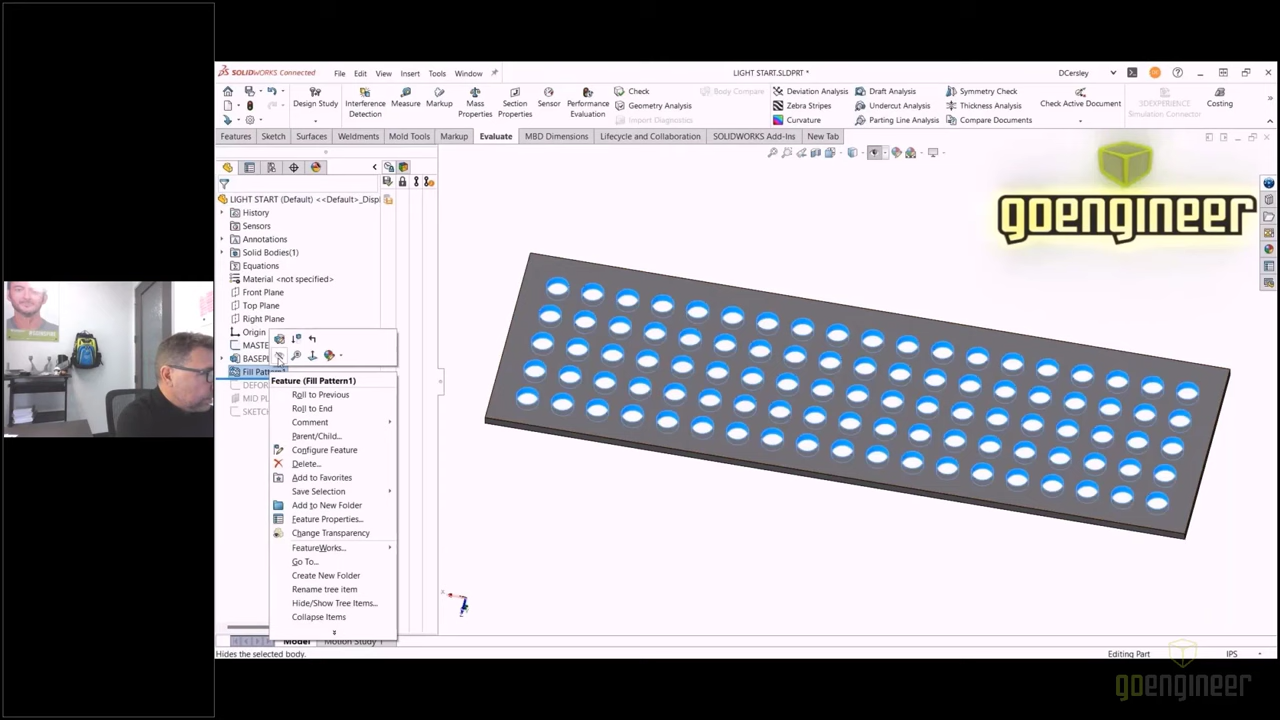 SOLIDWORKS Connected
File Edit View Insert Tools Window
LIGHT START.SLDPRT *
DCersley
Design Study
Interference Detection
Measure
Markup
Mass Properties
Section Properties
Sensor
Performance Evaluation
Check
Geometry Analysis
Import Diagnostics
Body Compare
Deviation Analysis
Zebra Stripes
Curvature
Draft Analysis
Undercut Analysis
Parting Line Analysis
Symmetry Check
Thickness Analysis
Compare Documents
Check Active Document
3DEXPERIENCE Simulation Connector
Costing
Features Sketch Surfaces Weldments Mold Tools Markup Evaluate MBD Dimensions Lifecycle and Collaboration SOLIDWORKS Add-Ins New Tab
goengineer
LIGHT START (Default) <<Default>_Displ
History
Sensors
Annotations
Solid Bodies(1)
Equations
Material <not specified>
Front Plane
Top Plane
Right Plane
Origin
MASTE
BASEPL
Fill Pattern1
DEFOR
MID PL
SKETCH
Feature (Fill Pattern1)
Roll to Previous
Roll to End
Comment
Parent/Child...
Configure Feature
Delete...
Add to Favorites
Save Selection
Add to New Folder
Feature Properties...
Change Transparency
FeatureWorks...
Go To...
Create New Folder
Rename tree item
Hide/Show Tree Items...
Collapse Items
Model Motion Study 1
Hides the selected body.
Editing Part
IPS
goengineer